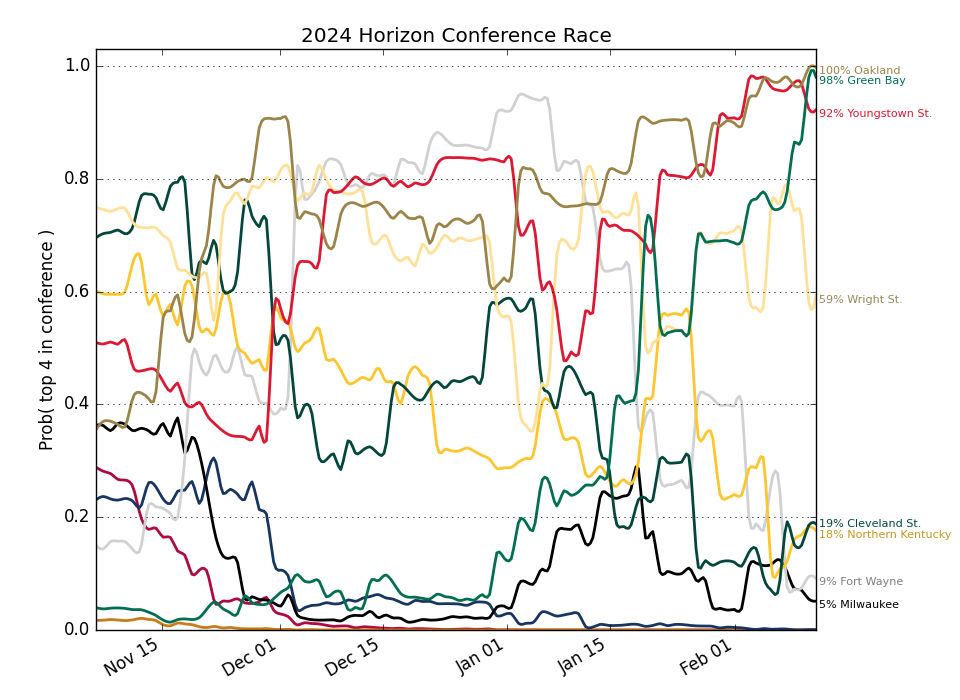 2024 Horizon Conference Race
Prob( top 4 in conference )
1.0
0.8
0.6
0.4
0.2
0.0
Nov 15
Dec 01
Dec 15
Jan 01
Jan 15
Feb 01
100% Oakland
98% Green Bay
92% Youngstown St.
59% Wright St.
19% Cleveland St.
18% Northern Kentucky
9% Fort Wayne
5% Milwaukee